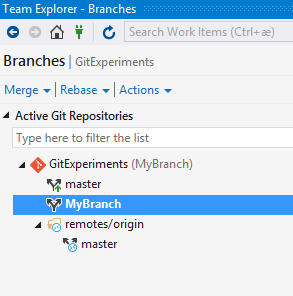 Team Explorer - Branches
Search Work Items (Ctrl+æ)
Branches | GitExperiments
Merge Rebase Actions
Active Git Repositories
Type here to filter the list
GitExperiments (MyBranch)
master
MyBranch
remotes/origin
master